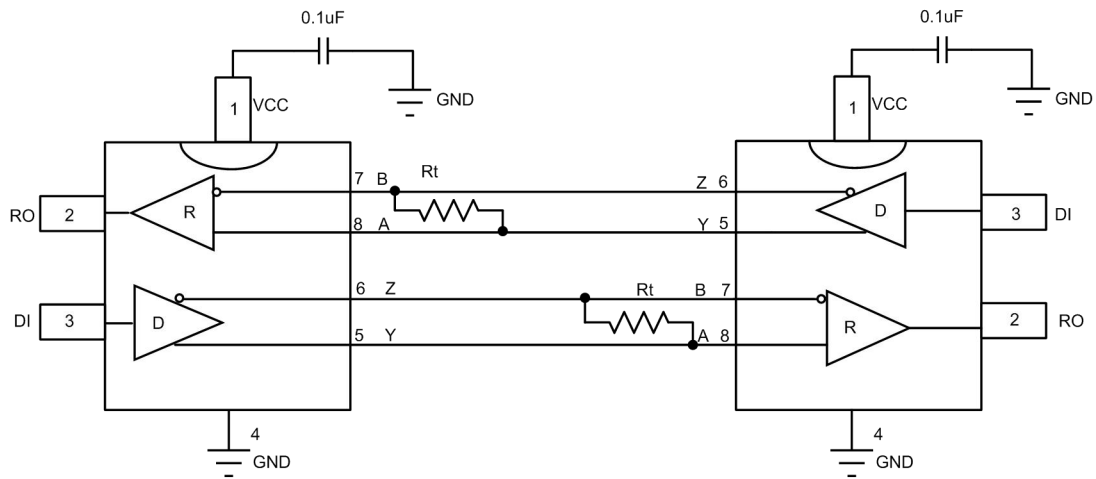 0.1uF
0.1uF
GND
GND
1
VCC
1
VCC
Rt
7 B
Z 6
RO
2
R
D
3
DI
8 A
Y 5
6 Z
Rt
B 7
DI
3
D
R
2
RO
5 Y
A 8
4
GND
4
GND